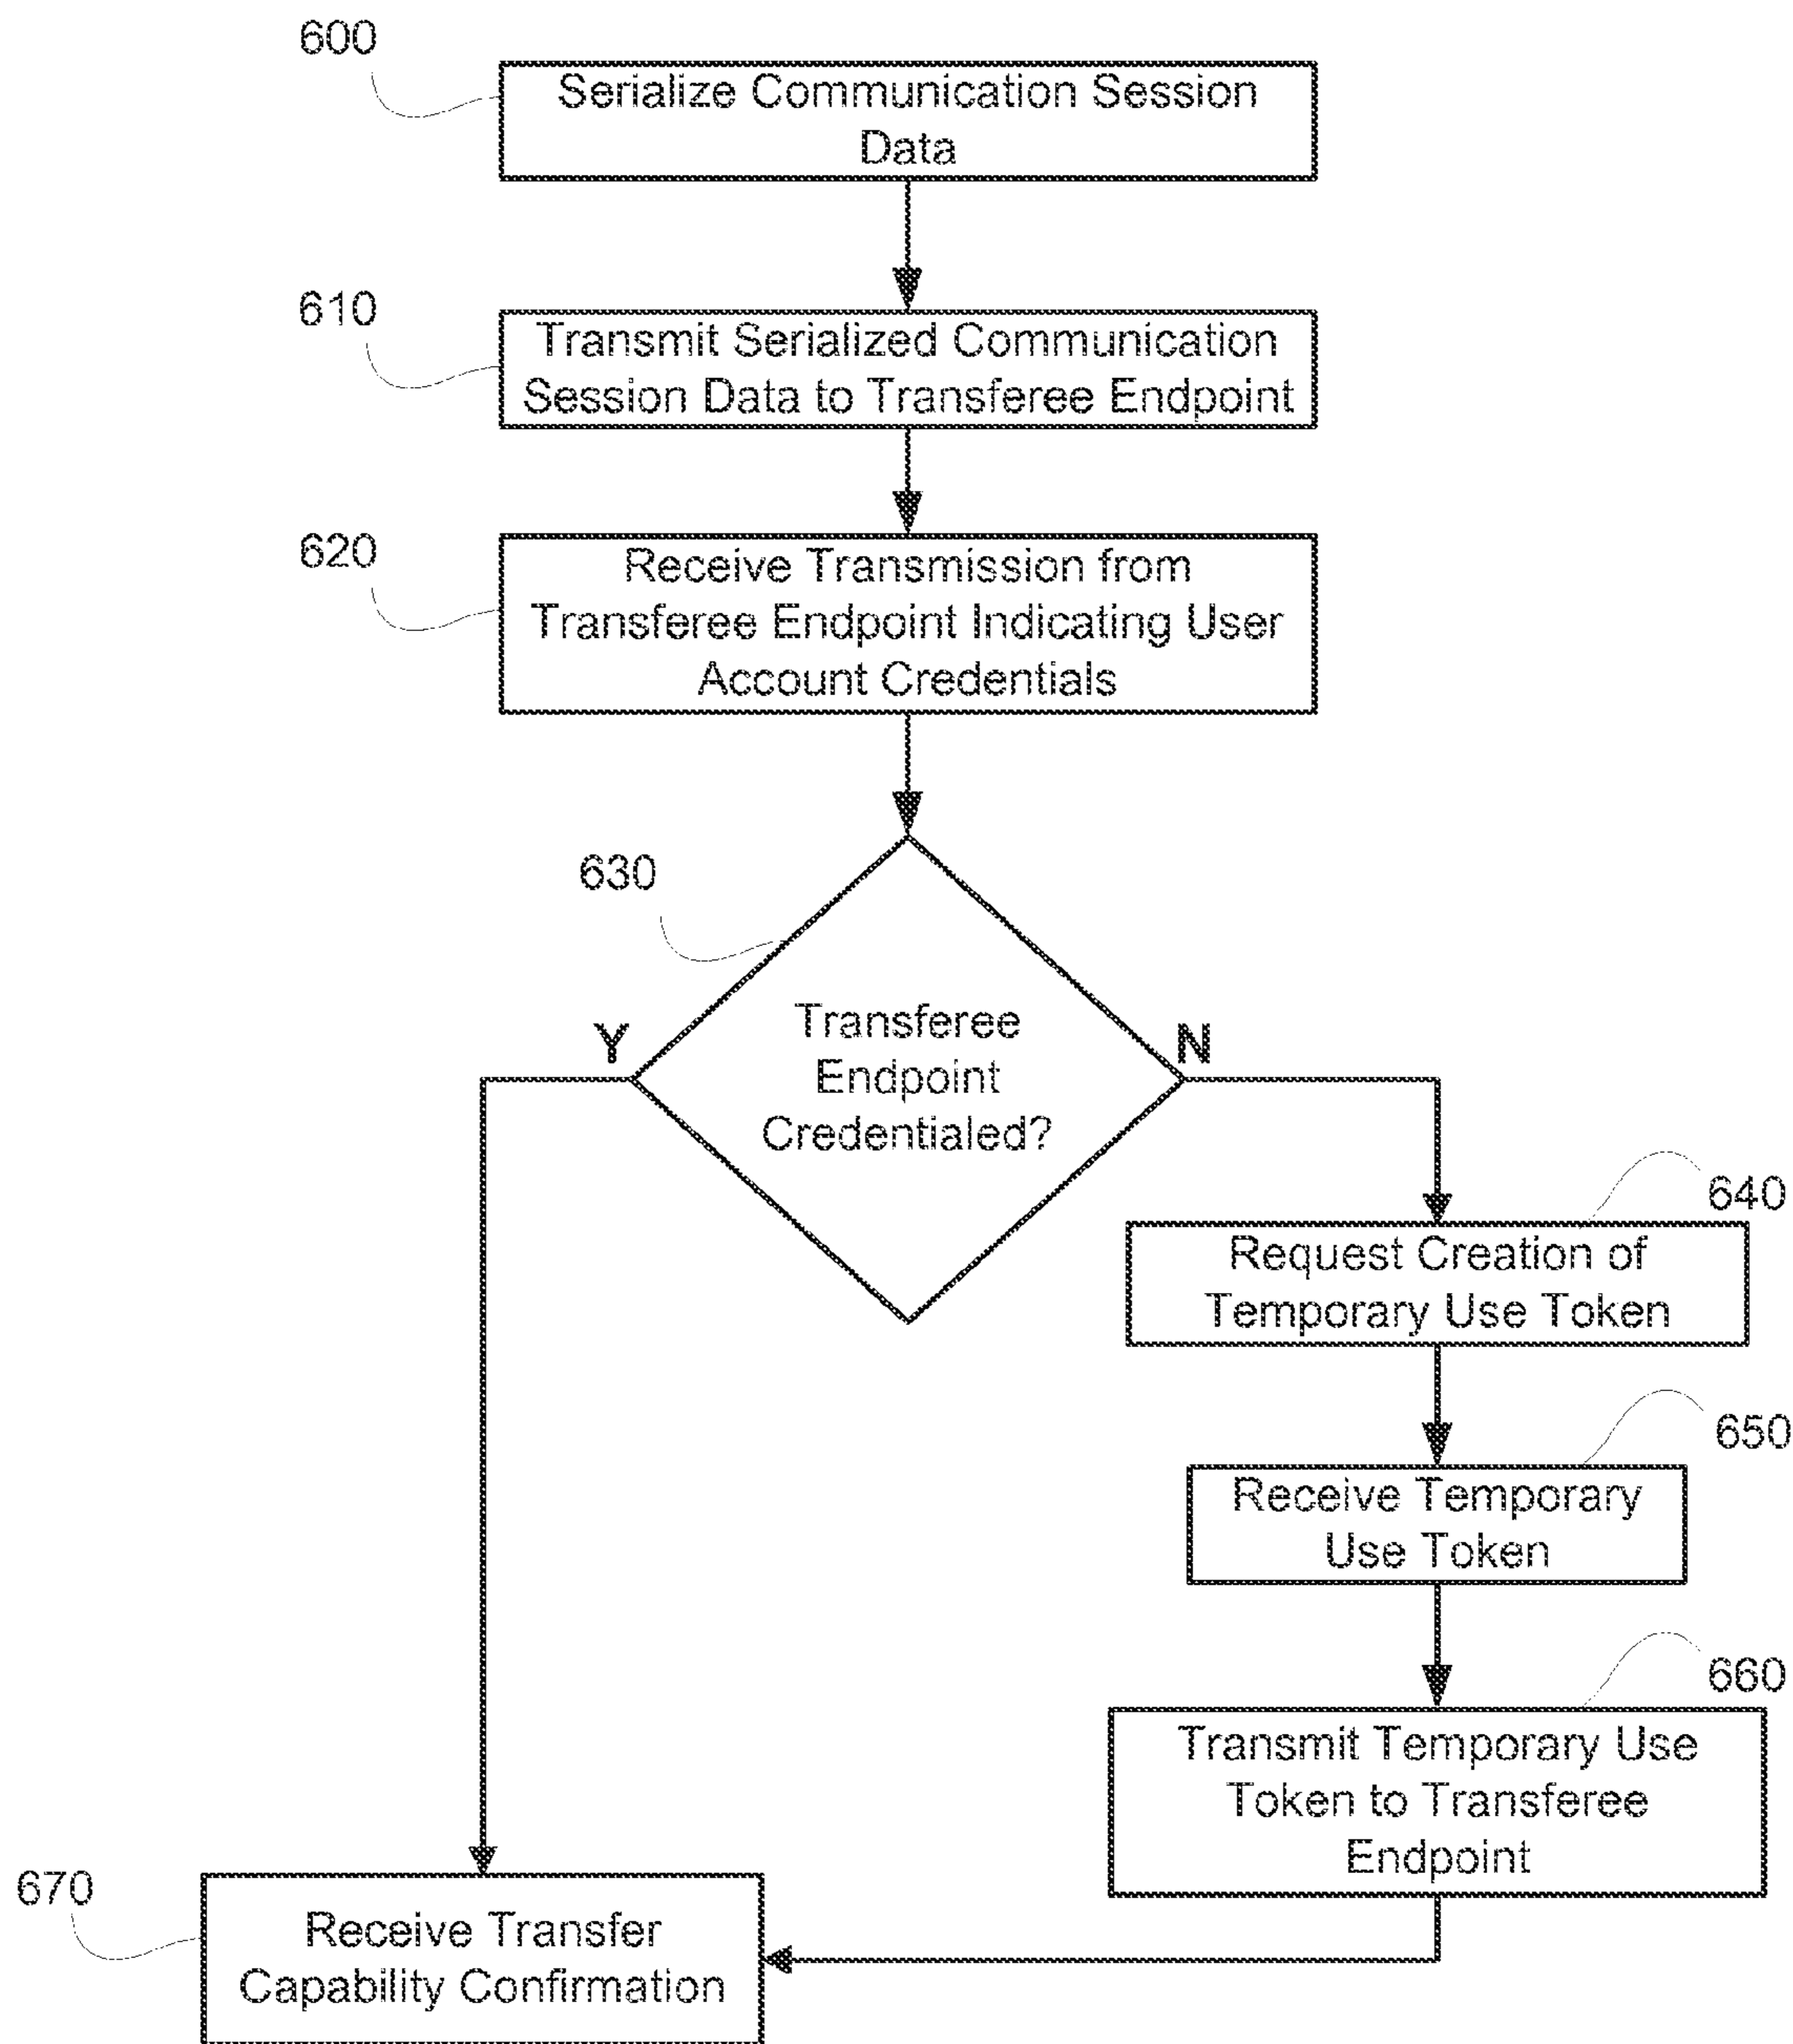 600
Serialize Communication Session
Data
610
Transmit Serialized Communication
Session Data to Transferee Endpoint
620
Receive Transmission from
Transferee Endpoint Indicating User
Account Credentials
630
Transferee
Endpoint
Credentialed?
Y
N
640
Request Creation of
Temporary Use Token
650
Receive Temporary
Use Token
660
Transmit Temporary Use
Token to Transferee
Endpoint
670
Receive Transfer
Capability Confirmation